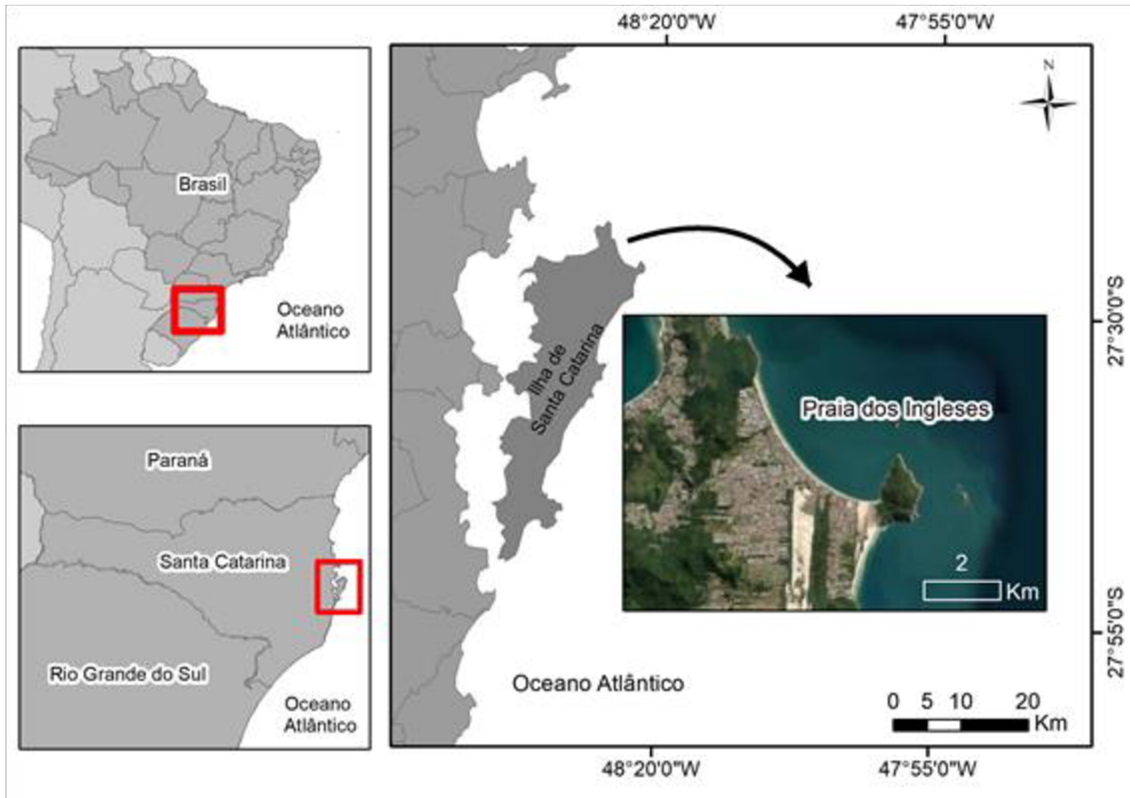 48°20'0"W
47°55'0"W
Brasil
Oceano
Atlântico
N
27°30'0"S
Ilha de
Santa Catarina
Praia dos Ingleses
2
Km
Paraná
Santa Catarina
Rio Grande do Sul
Oceano
Atlântico
27°55'0"S
Oceano Atlântico
0 5 10 20
Km
48°20'0"W
47°55'0"W